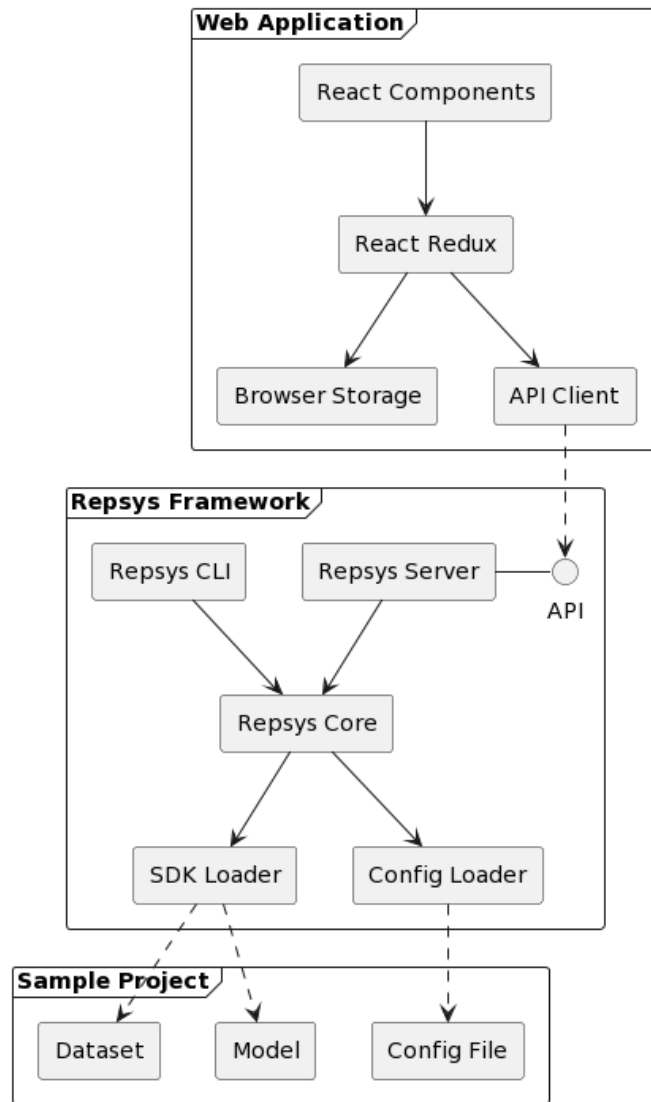 Web Application
React Components
React Redux
Browser Storage
API Client
Repsys Framework
Repsys CLI
Repsys Server
API
Repsys Core
SDK Loader
Config Loader
Sample Project
Dataset
Model
Config File